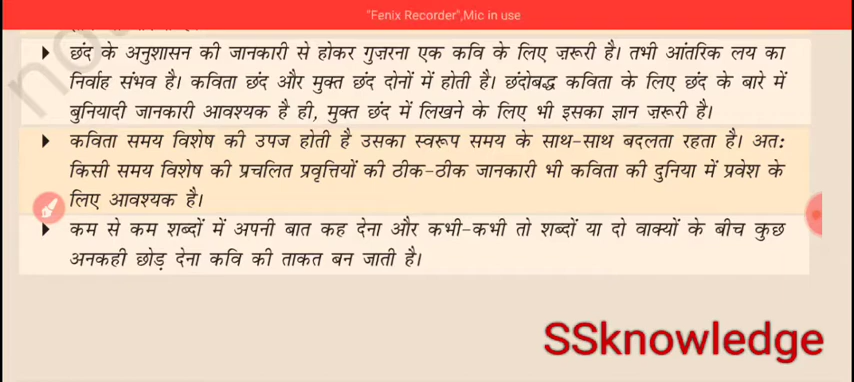 "Fenix Recorder",Mic in use
छंद के अनुशासन की जानकारी से होकर गुज़रना एक कवि के लिए ज़रूरी है। तभी आंतरिक लय का
निर्वाह संभव है। कविता छंद और मुक्त छंद दोनों में होती है। छंदोबद्ध कविता के लिए छंद के बारे में
बुनियादी जानकारी आवश्यक है ही, मुक्त छंद में लिखने के लिए भी इसका ज्ञान ज़रूरी है।
कविता समय विशेष की उपज होती है उसका स्वरूप समय के साथ-साथ बदलता रहता है। अत:
किसी समय विशेष की प्रचलित प्रवृत्तियों की ठीक-ठीक जानकारी भी कविता की दुनिया में प्रवेश के
लिए आवश्यक है।
कम से कम शब्दों में अपनी बात कह देना और कभी-कभी तो शब्दों या दो वाक्यों के बीच कुछ
अनकही छोड़ देना कवि की ताकत बन जाती है।
SSknowledge